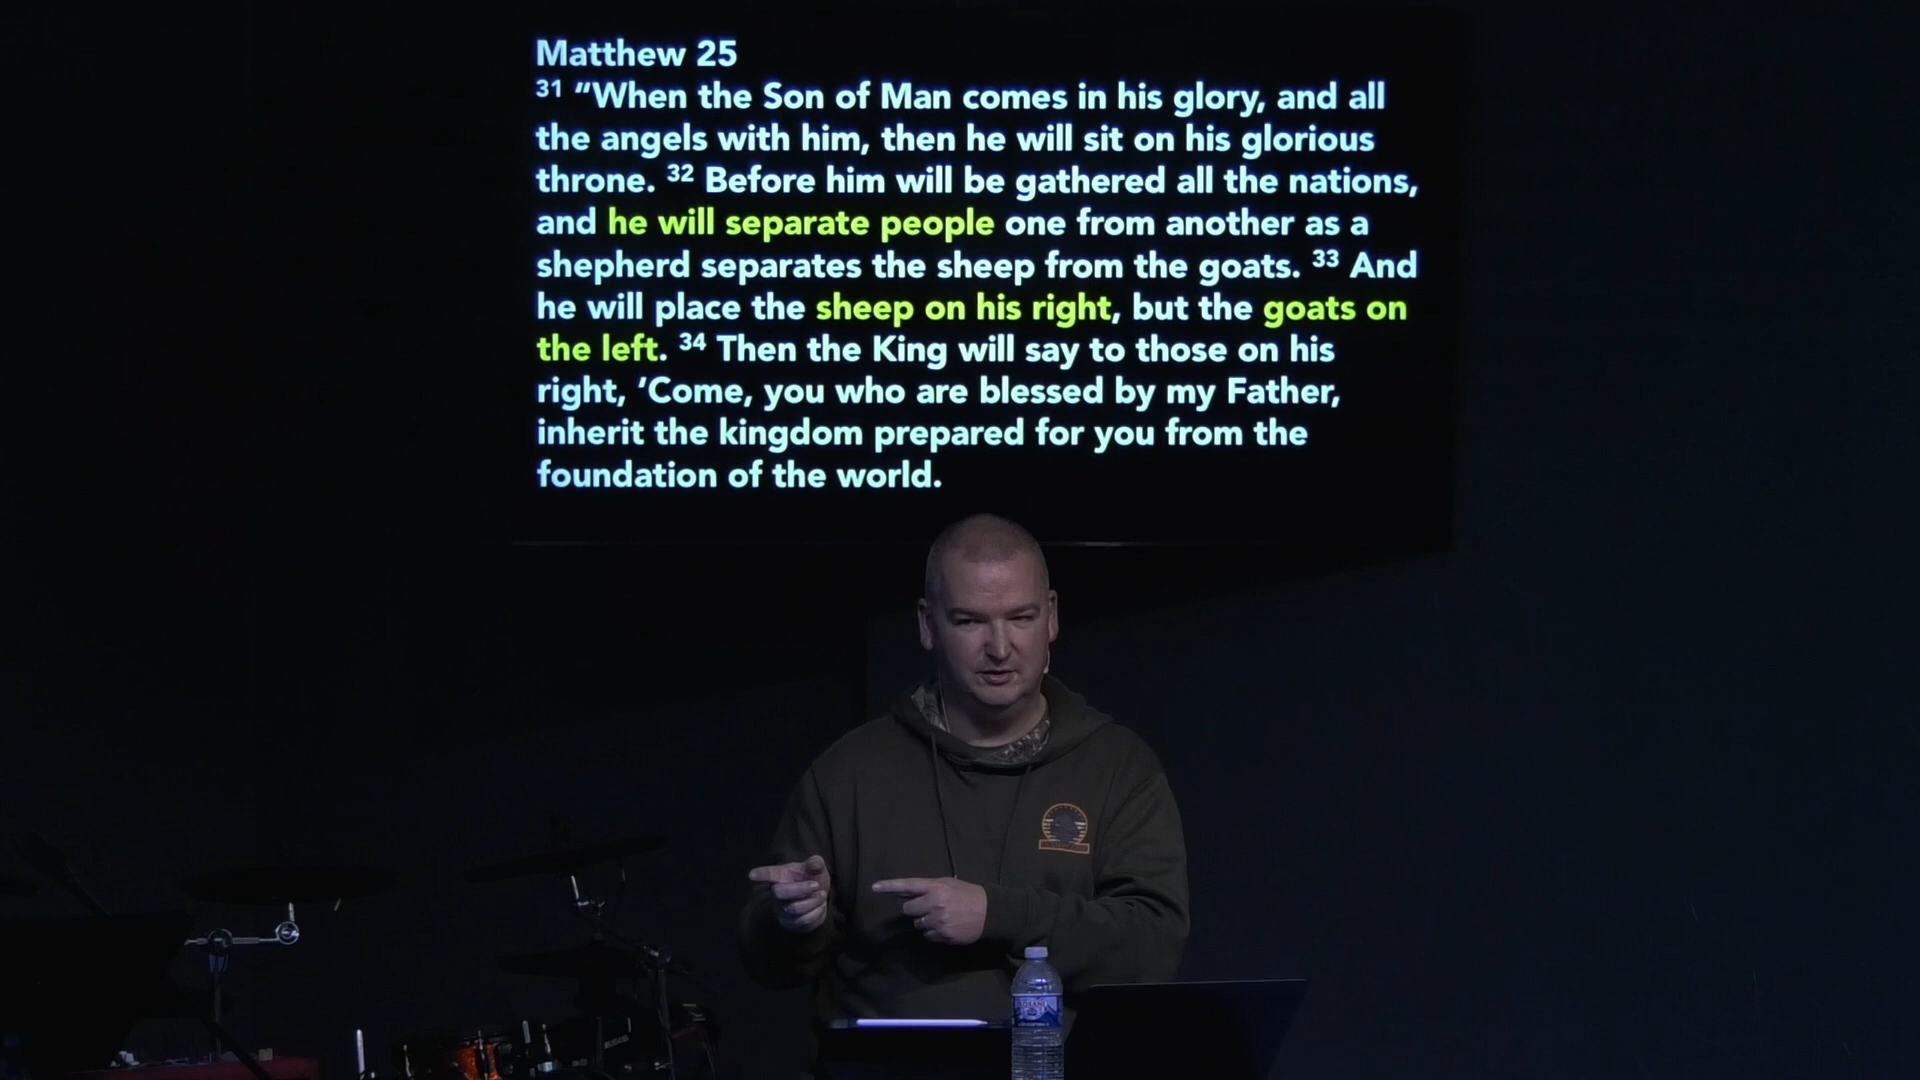 Matthew 25
31 “When the Son of Man comes in his glory, and all
the angels with him, then he will sit on his glorious
throne. 32 Before him will be gathered all the nations,
and he will separate people one from another as a
shepherd separates the sheep from the goats. 33 And
he will place the sheep on his right, but the goats on
the left. 34 Then the King will say to those on his
right, ‘Come, you who are blessed by my Father,
inherit the kingdom prepared for you from the
foundation of the world.